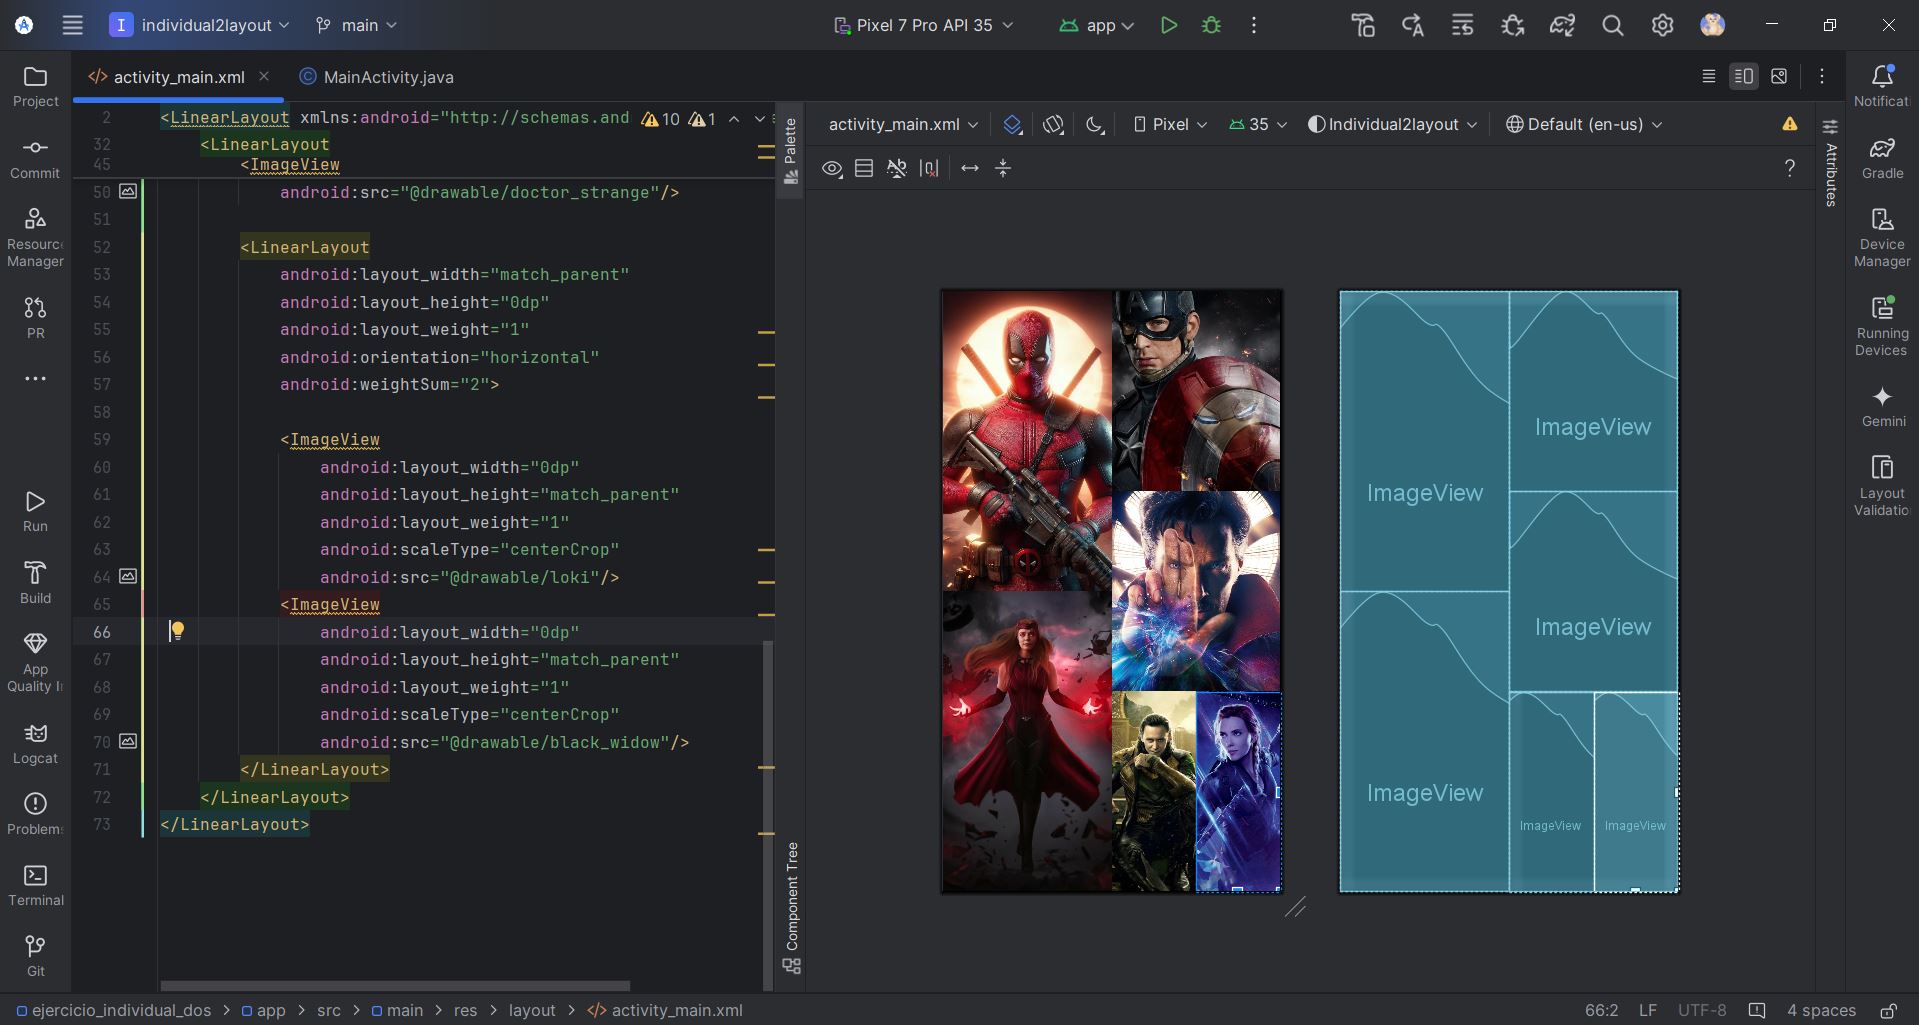 I individual2layout main Pixel 7 Pro API 35 app
Project
Commit
Resourc
Manager
PR
Run
Build
App
Quality I
Logcat
Problem
Terminal
Git
</> activity_main.xml × C MainActivity.java
2 <LinearLayout xmlns:android="http://schemas.and 10 1
32 <LinearLayout
45 <ImageView
50 android:src="@drawable/doctor_strange"/>
51
52 <LinearLayout
53 android:layout_width="match_parent"
54 android:layout_height="0dp"
55 android:layout_weight="1"
56 android:orientation="horizontal"
57 android:weightSum="2">
58
59 <ImageView
60 android:layout_width="0dp"
61 android:layout_height="match_parent"
62 android:layout_weight="1"
63 android:scaleType="centerCrop"
64 android:src="@drawable/loki"/>
65 <ImageView
66 android:layout_width="0dp"
67 android:layout_height="match_parent"
68 android:layout_weight="1"
69 android:scaleType="centerCrop"
70 android:src="@drawable/black_widow"/>
71 </LinearLayout>
72 </LinearLayout>
73 </LinearLayout>
Palette
Component Tree
activity_main.xml Pixel 35 Individual2layout Default (en-us)
?
ImageView
ImageView
ImageView
ImageView
ImageView ImageView
Attributes
Notificati
Gradle
Device
Manager
Running
Devices
Gemini
Layout
Validatio
ejercicio_individual_dos > app > src > main > res > layout > </> activity_main.xml 66:2 LF UTF-8 4 spaces